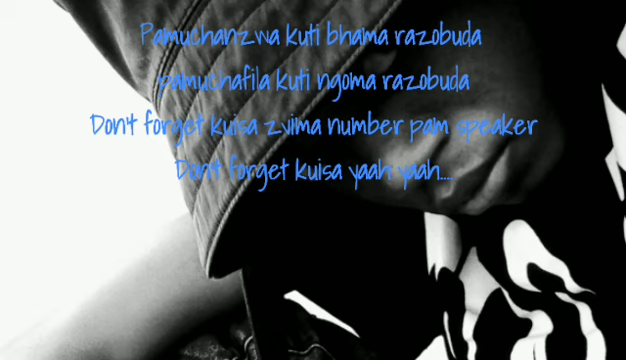 Pamuchanzwa kuti bhama razobuda
pamuchafila kuti ngoma razobuda
Don't forget kuisa zvima number pam speaker
Don't forget kuisa yaah yaah....